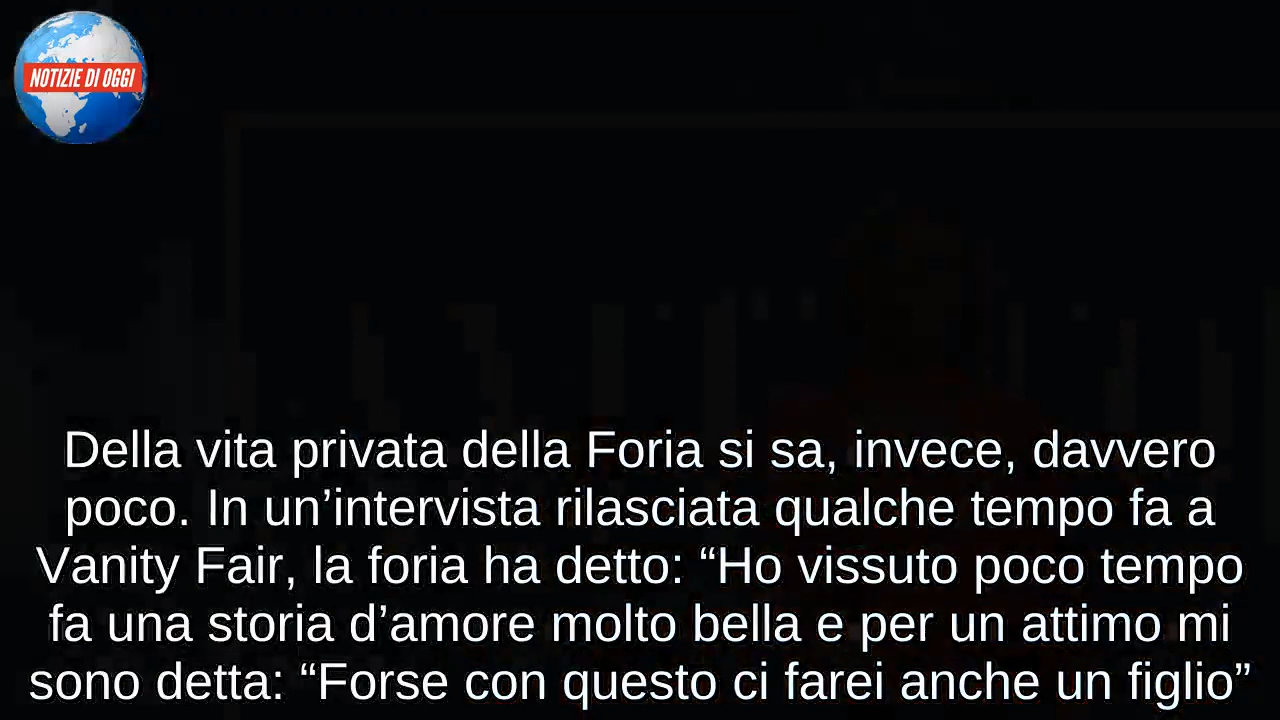 NOTIZIE DI OGGI
Della vita privata della Foria si sa, invece, davvero
poco. In un’intervista rilasciata qualche tempo fa a
Vanity Fair, la foria ha detto: “Ho vissuto poco tempo
fa una storia d’amore molto bella e per un attimo mi
sono detta: “Forse con questo ci farei anche un figlio”